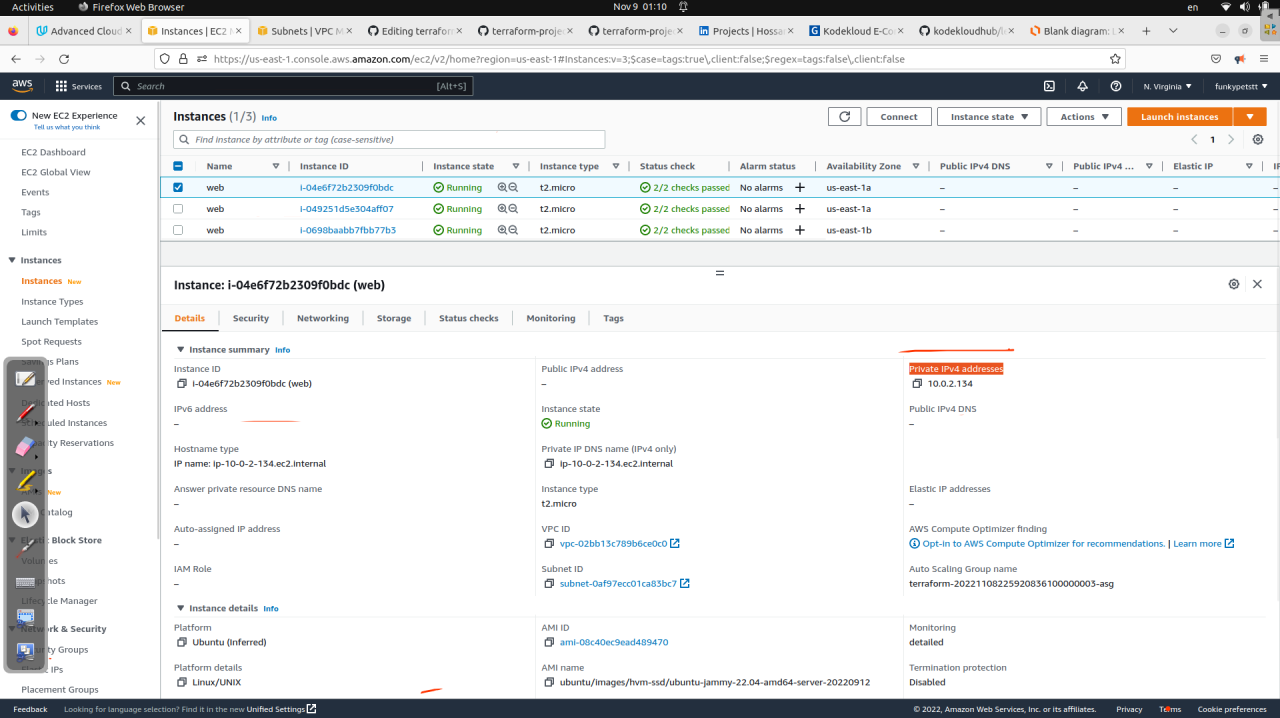 Activities Firefox Web Browser Nov 9 01:10 en
Advanced Cloud Instances | EC2 M Subnets | VPC M Editing terraform terraform-proje terraform-projec Projects | Hossa Kodekloud E-Co kodekloudhub/le Blank diagram: L
https://us-east-1.console.aws.amazon.com/ec2/v2/home?region=us-east-1#Instances:v=3;$case=tags:true\,client:false;$regex=tags:false\,client:false
aws Services Search [Alt+S] N. Virginia funkypetstt
New EC2 Experience
Tell us what you think
EC2 Dashboard
EC2 Global View
Events
Tags
Limits
Instances
Instances New
Instance Types
Launch Templates
Spot Requests
Savings Plans
erved Instances New
Dedicated Hosts
Scheduled Instances
Capacity Reservations
Images
AMIs New
Catalog
Elastic Block Store
Volumes
Snapshots
Lifecycle Manager
Network & Security
Security Groups
Elastic IPs
Placement Groups
Instances (1/3) Info
Connect Instance state Actions Launch instances
Find instance by attribute or tag (case-sensitive) 1
Name Instance ID Instance state Instance type Status check Alarm status Availability Zone Public IPv4 DNS Public IPv4 ... Elastic IP IP
web i-04e6f72b2309f0bdc Running t2.micro 2/2 checks passed No alarms + us-east-1a – – – –
web i-049251d5e304aff07 Running t2.micro 2/2 checks passed No alarms + us-east-1a – – – –
web i-0698baabb7fbb77b3 Running t2.micro 2/2 checks passed No alarms + us-east-1b – – – –
Instance: i-04e6f72b2309f0bdc (web)
Details Security Networking Storage Status checks Monitoring Tags
Instance summary Info
Instance ID Public IPv4 address Private IPv4 addresses
i-04e6f72b2309f0bdc (web) – 10.0.2.134
IPv6 address Instance state Public IPv4 DNS
– Running –
Hostname type Private IP DNS name (IPv4 only)
IP name: ip-10-0-2-134.ec2.internal ip-10-0-2-134.ec2.internal
Answer private resource DNS name Instance type Elastic IP addresses
– t2.micro –
Auto-assigned IP address VPC ID AWS Compute Optimizer finding
– vpc-02bb13c789b6ce0c0 Opt-in to AWS Compute Optimizer for recommendations. | Learn more
IAM Role Subnet ID Auto Scaling Group name
– subnet-0af97ecc01ca83bc7 terraform-20221108225920836100000003-asg
Instance details Info
Platform AMI ID Monitoring
Ubuntu (Inferred) ami-08c40ec9ead489470 detailed
Platform details AMI name Termination protection
Linux/UNIX ubuntu/images/hvm-ssd/ubuntu-jammy-22.04-amd64-server-20220912 Disabled
Feedback Looking for language selection? Find it in the new Unified Settings © 2022, Amazon Web Services, Inc. or its affiliates. Privacy Terms Cookie preferences